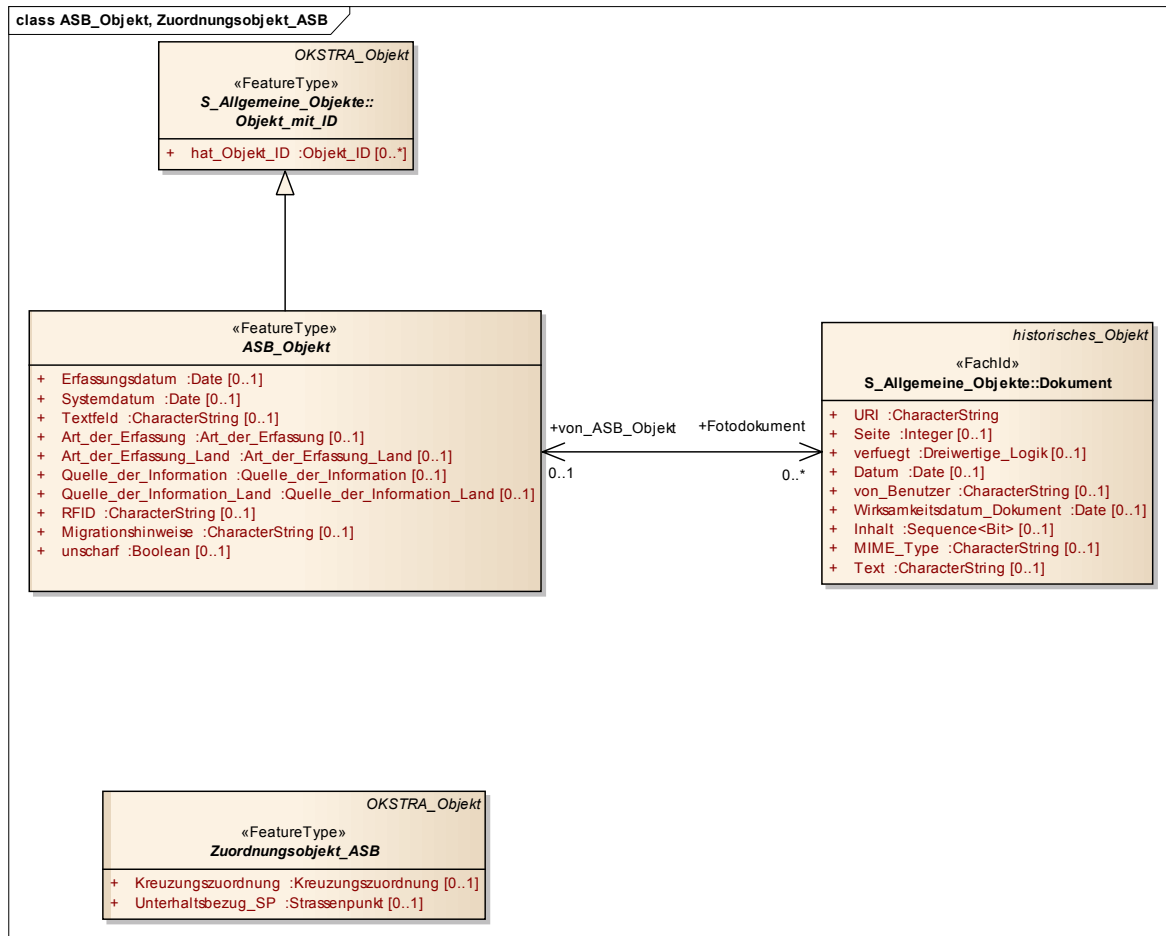 class ASB_Objekt, Zuordnungsobjekt_ASB
OKSTRA_Objekt
«FeatureType»
S_Allgemeine_Objekte::
Objekt_mit_ID
+ hat_Objekt_ID :Objekt_ID [0..*]
«FeatureType»
ASB_Objekt
+ Erfassungsdatum :Date [0..1]
+ Systemdatum :Date [0..1]
+ Textfeld :CharacterString [0..1]
+ Art_der_Erfassung :Art_der_Erfassung [0..1]
+ Art_der_Erfassung_Land :Art_der_Erfassung_Land [0..1]
+ Quelle_der_Information :Quelle_der_Information [0..1]
+ Quelle_der_Information_Land :Quelle_der_Information_Land [0..1]
+ RFID :CharacterString [0..1]
+ Migrationshinweise :CharacterString [0..1]
+ unscharf :Boolean [0..1]
+von_ASB_Objekt
0..1
+Fotodokument
0..*
historisches_Objekt
«FachId»
S_Allgemeine_Objekte::Dokument
+ URI :CharacterString
+ Seite :Integer [0..1]
+ verfuegt :Dreiwertige_Logik [0..1]
+ Datum :Date [0..1]
+ von_Benutzer :CharacterString [0..1]
+ Wirksamkeitsdatum_Dokument :Date [0..1]
+ Inhalt :Sequence<Bit> [0..1]
+ MIME_Type :CharacterString [0..1]
+ Text :CharacterString [0..1]
OKSTRA_Objekt
«FeatureType»
Zuordnungsobjekt_ASB
+ Kreuzungszuordnung :Kreuzungszuordnung [0..1]
+ Unterhaltsbezug_SP :Strassenpunkt [0..1]